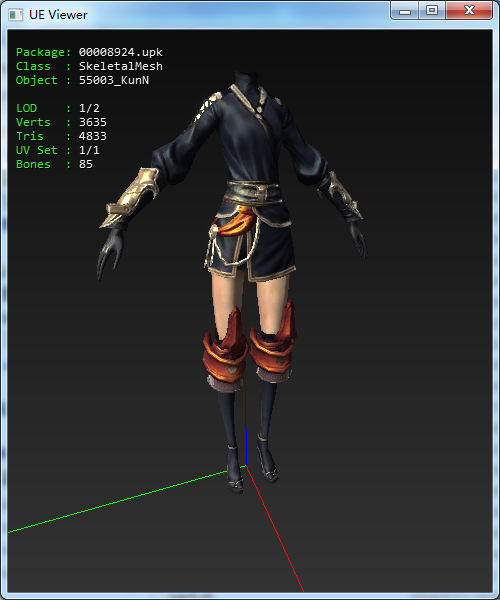 UE Viewer
Package: 00008924.upk
Class : SkeletalMesh
Object : 55003_KunN
LOD : 1/2
Verts : 3635
Tris : 4833
UV Set : 1/1
Bones : 85